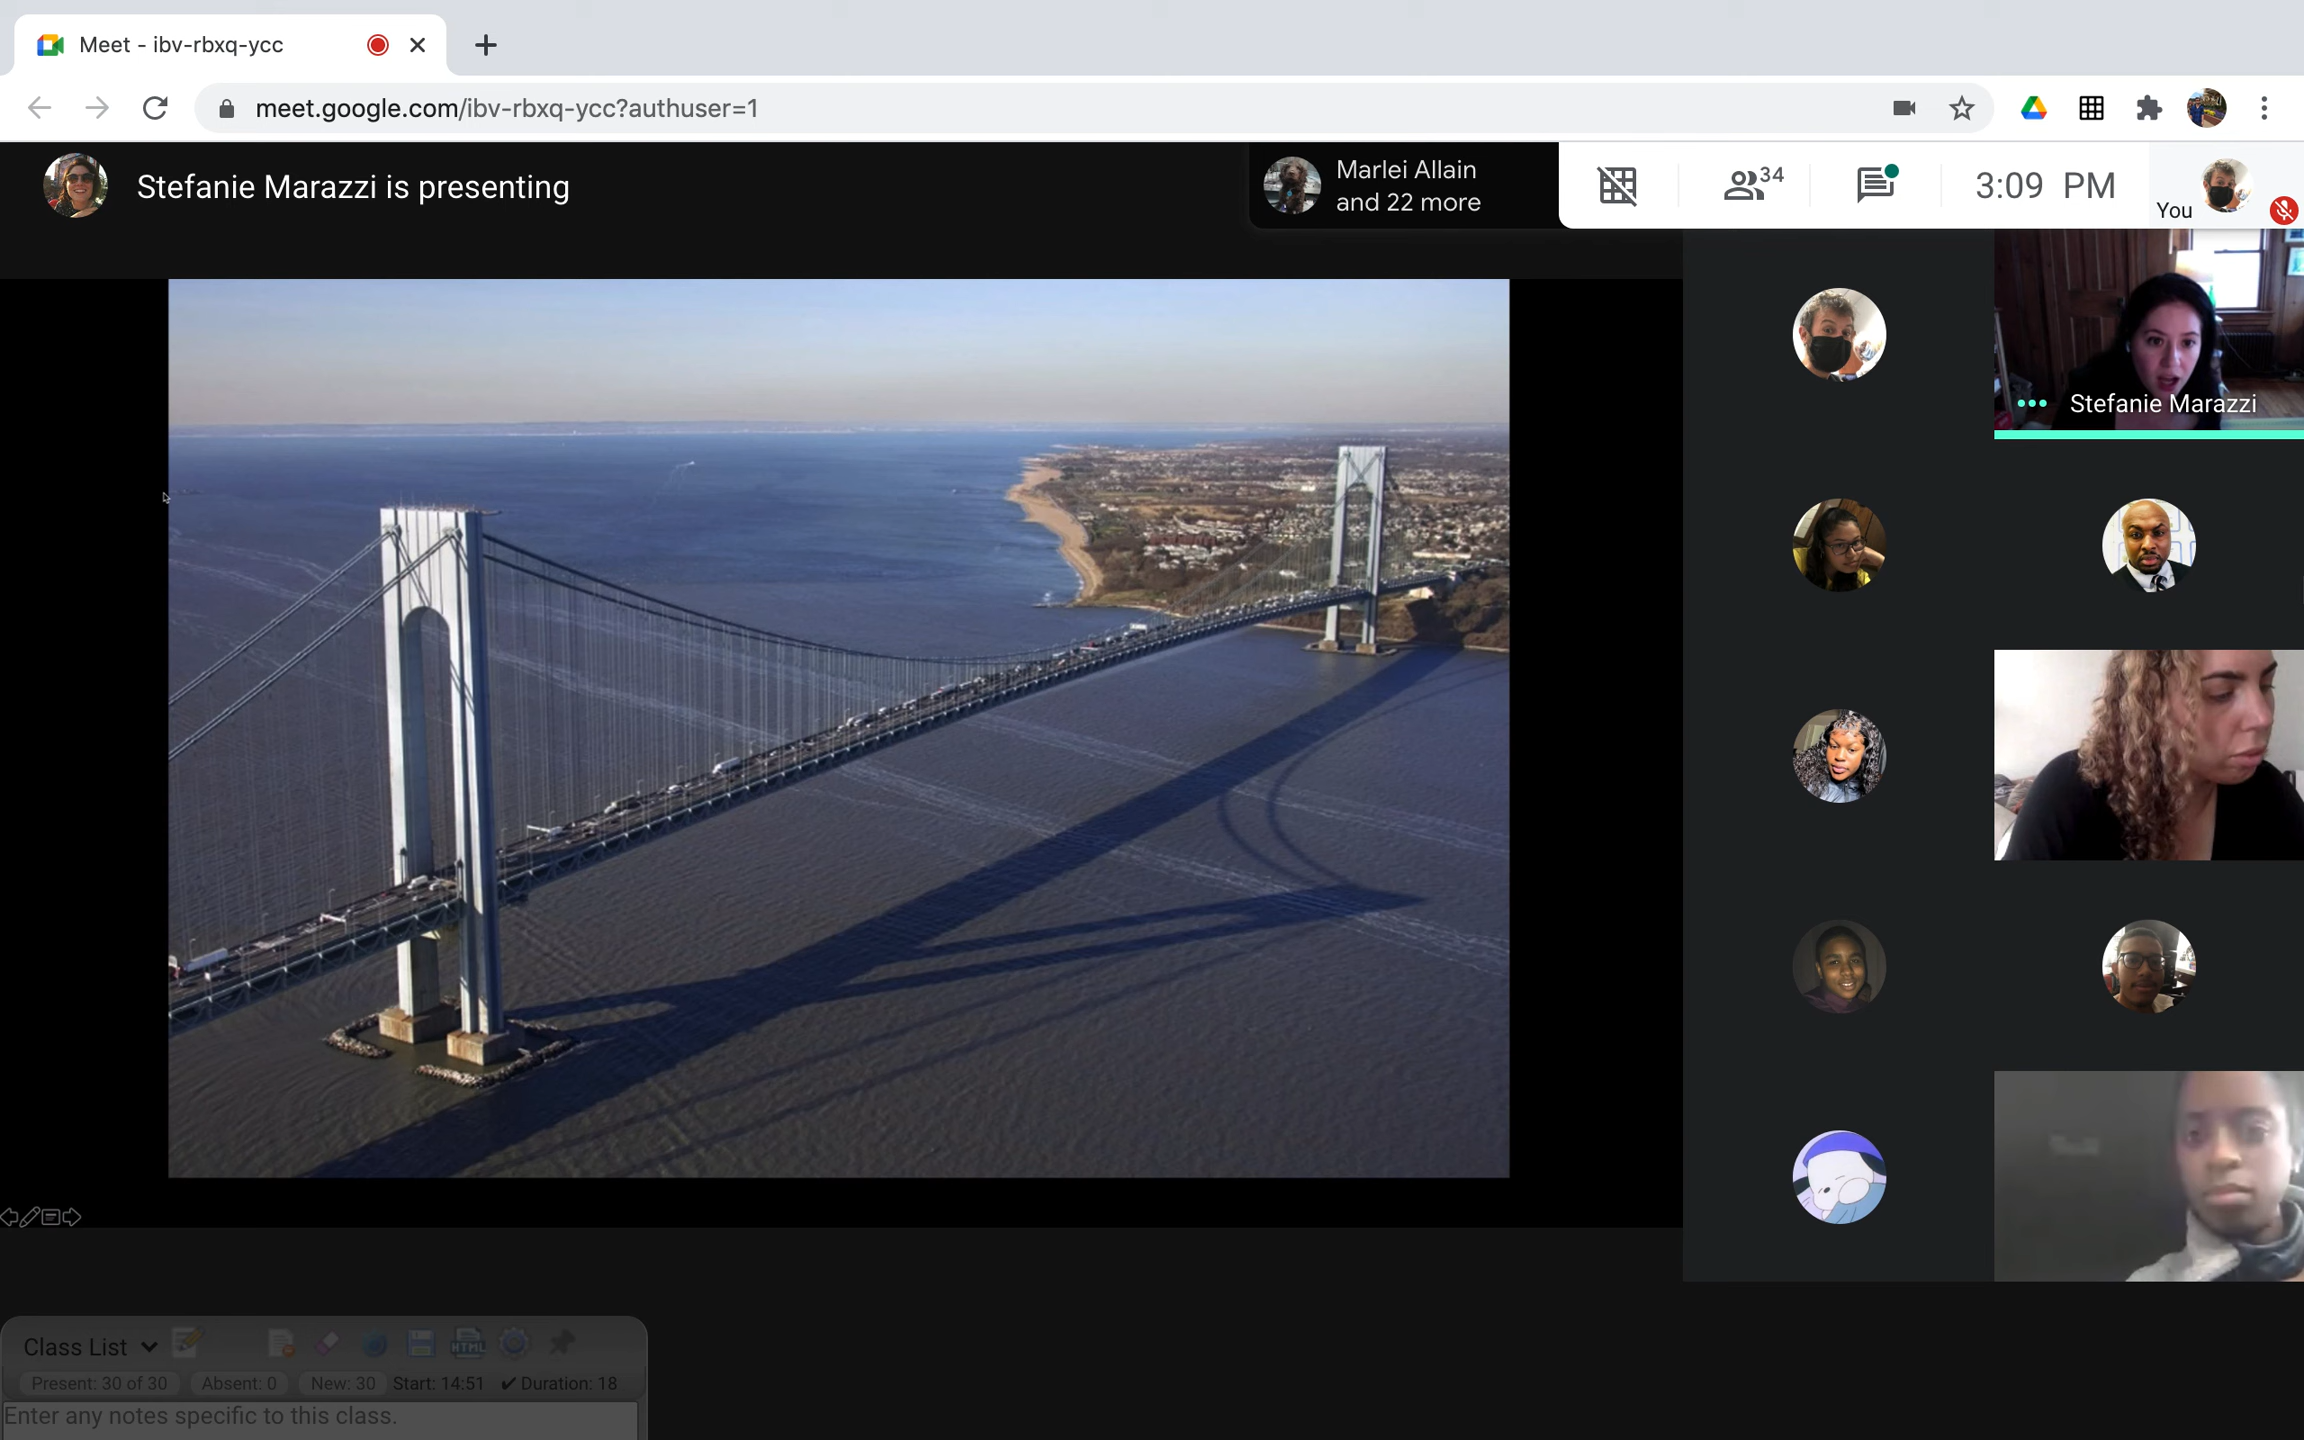 Meet - ibv-rbxq-ycc
meet.google.com/ibv-rbxq-ycc?authuser=1
Stefanie Marazzi is presenting
Marlei Allain
and 22 more
34
3:09 PM
You
Stefanie Marazzi
Class List
HTML
Present: 30 of 30
Absent: 0
New: 30
Start: 14:51
✔ Duration: 18
Enter any notes specific to this class.